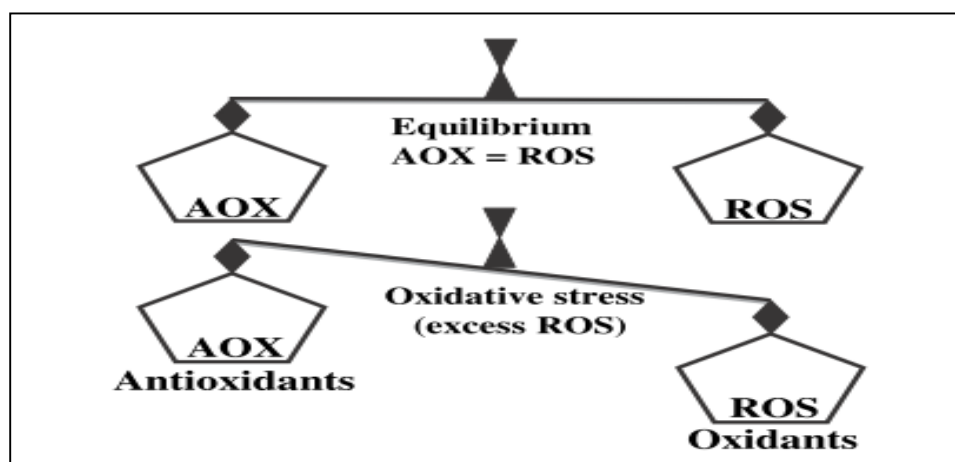 Equilibrium
AOX = ROS
AOX
ROS
Oxidative stress
(excess ROS)
AOX
Antioxidants
ROS
Oxidants